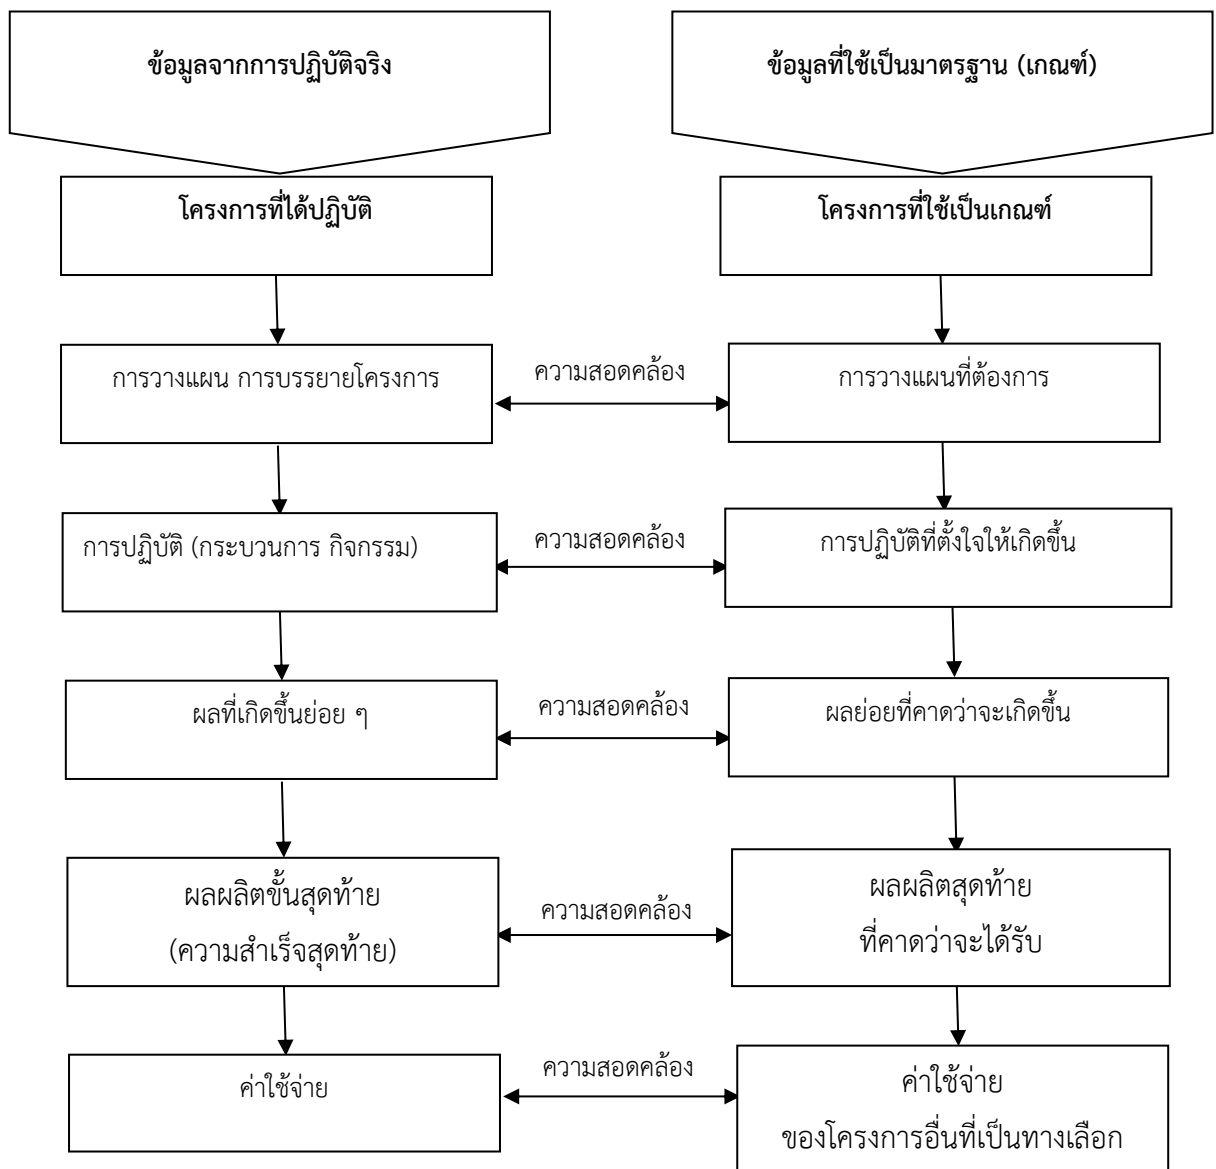 ข้อมูลจากการปฏิบัติจริง
ข้อมูลที่ใช้เป็นมาตรฐาน (เกณฑ์)
โครงการที่ได้ปฏิบัติ
โครงการที่ใช้เป็นเกณฑ์
การวางแผน การบรรยายโครงการ
ความสอดคล้อง
การวางแผนที่ต้องการ
การปฏิบัติ (กระบวนการ กิจกรรม)
ความสอดคล้อง
การปฏิบัติที่ตั้งใจให้เกิดขึ้น
ผลที่เกิดขึ้นย่อย ๆ
ความสอดคล้อง
ผลย่อยที่คาดว่าจะเกิดขึ้น
ผลผลิตขั้นสุดท้าย
(ความสำเร็จสุดท้าย)
ความสอดคล้อง
ผลผลิตสุดท้าย
ที่คาดว่าจะได้รับ
ค่าใช้จ่าย
ความสอดคล้อง
ค่าใช้จ่าย
ของโครงการอื่นที่เป็นทางเลือก